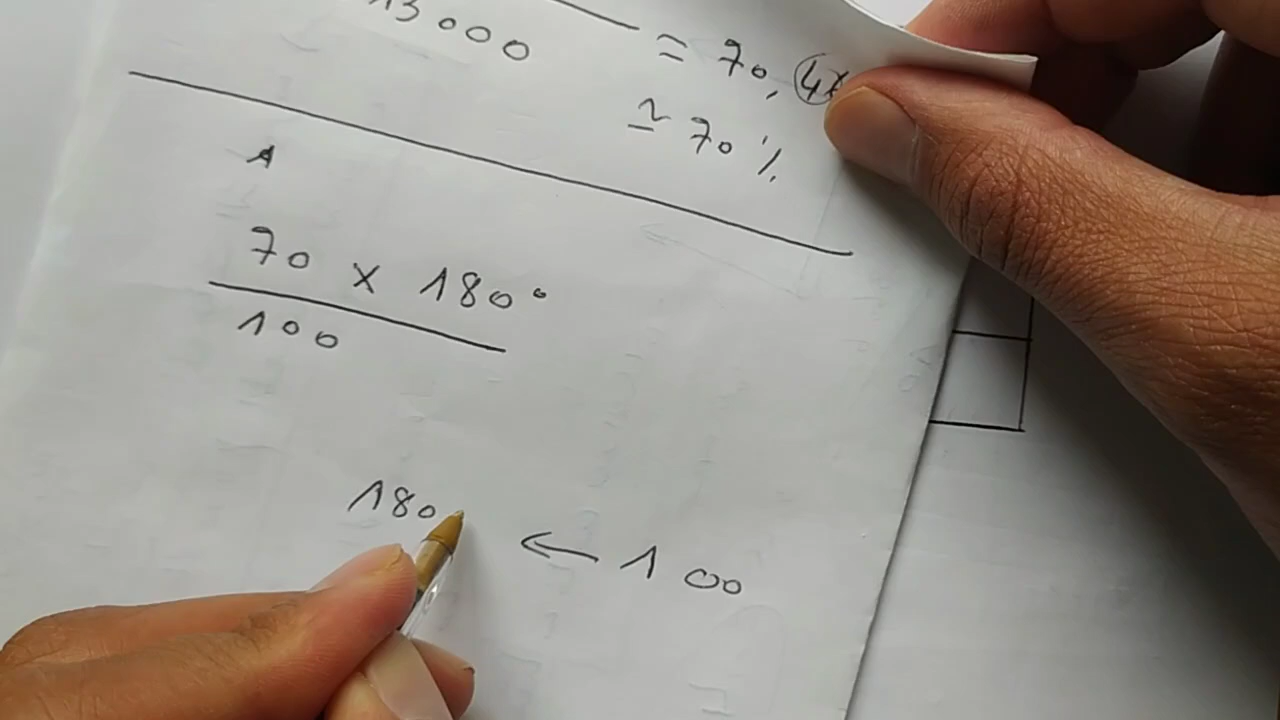 13000 = 70,4
≃ 70 %
A
70 × 180°
100
180 ← 100